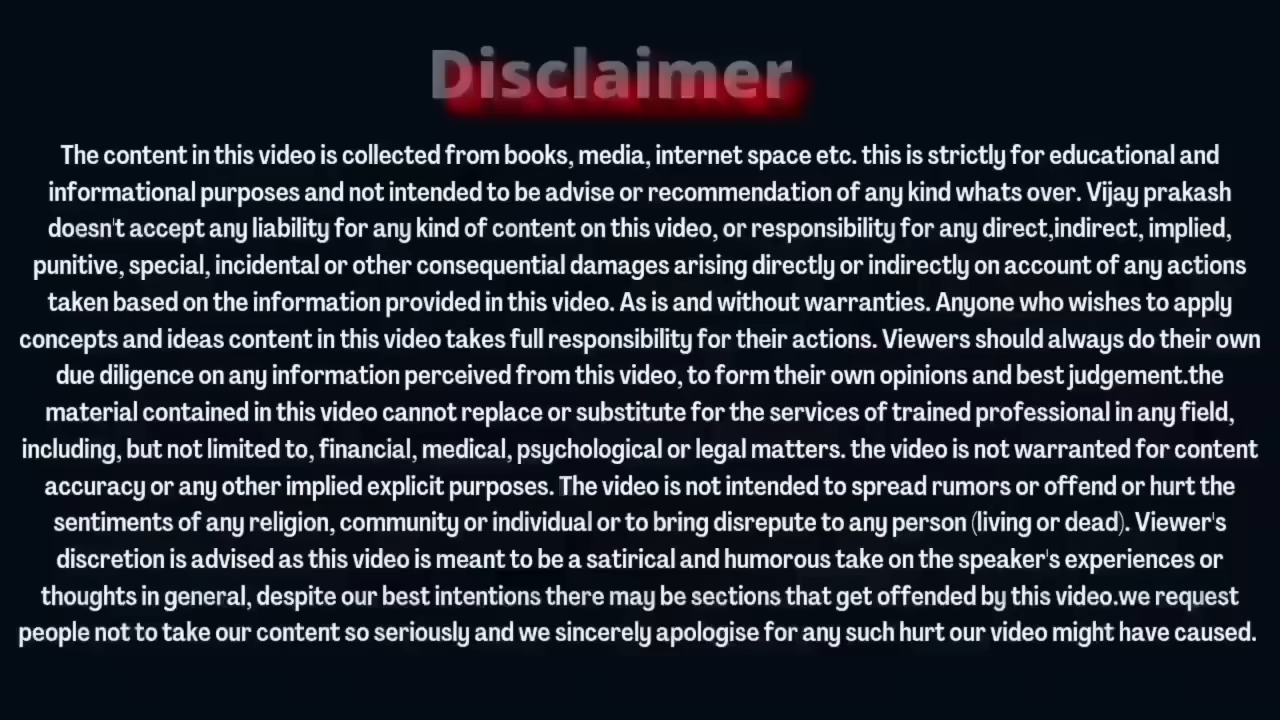 Disclaimer
The content in this video is collected from books, media, internet space etc. this is strictly for educational and
informational purposes and not intended to be advise or recommendation of any kind whats over. Vijay prakash
doesn't accept any liability for any kind of content on this video, or responsibility for any direct,indirect, implied,
punitive, special, incidental or other consequential damages arising directly or indirectly on account of any actions
taken based on the information provided in this video. As is and without warranties. Anyone who wishes to apply
concepts and ideas content in this video takes full responsibility for their actions. Viewers should always do their own
due diligence on any information perceived from this video, to form their own opinions and best judgement.the
material contained in this video cannot replace or substitute for the services of trained professional in any field,
including, but not limited to, financial, medical, psychological or legal matters. the video is not warranted for content
accuracy or any other implied explicit purposes. The video is not intended to spread rumors or offend or hurt the
sentiments of any religion, community or individual or to bring disrepute to any person (living or dead). Viewer's
discretion is advised as this video is meant to be a satirical and humorous take on the speaker's experiences or
thoughts in general, despite our best intentions there may be sections that get offended by this video.we request
people not to take our content so seriously and we sincerely apologise for any such hurt our video might have caused.